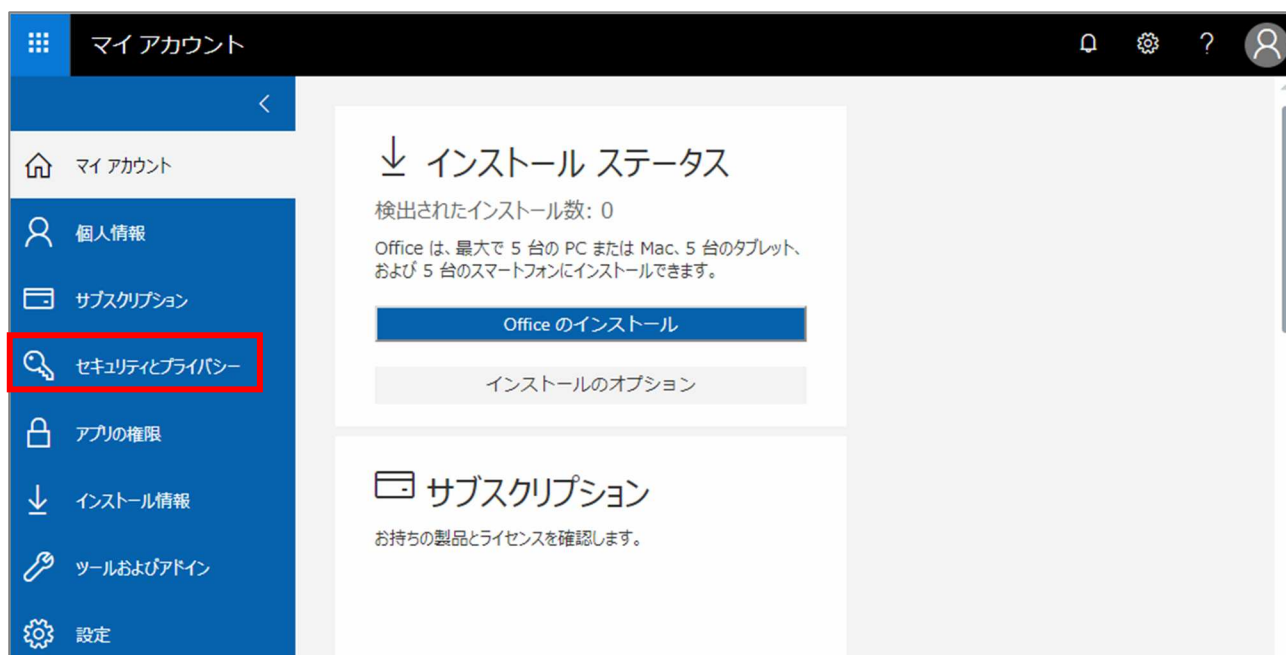 マイ アカウント
?
マイ アカウント
個人情報
サブスクリプション
セキュリティとプライバシー
アプリの権限
インストール情報
ツールおよびアドイン
設定
インストール ステータス
検出されたインストール数: 0
Office は、最大で 5 台の PC または Mac、5 台のタブレット、
および 5 台のスマートフォンにインストールできます。
Office のインストール
インストールのオプション
サブスクリプション
お持ちの製品とライセンスを確認します。